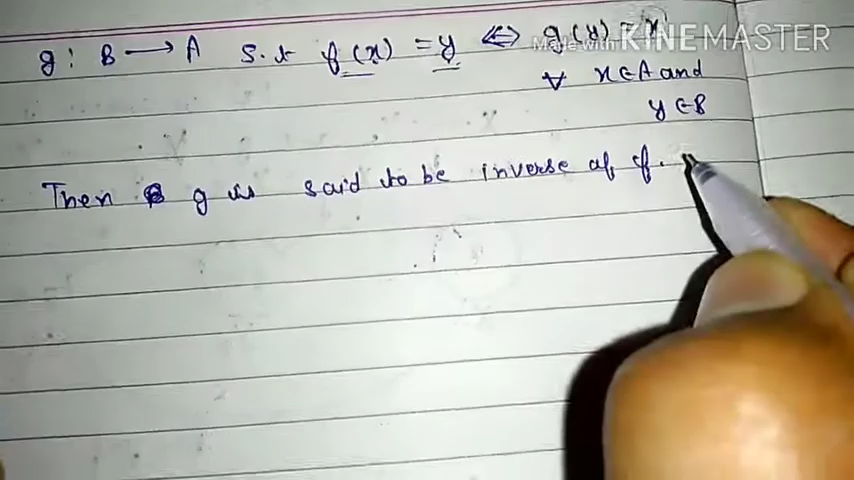 g : B → A s.t f(x) = y ⇔ g(y) = x
Made with KINEMASTER
∀ x ∈ A and
y ∈ B
Then g is said to be inverse of f.